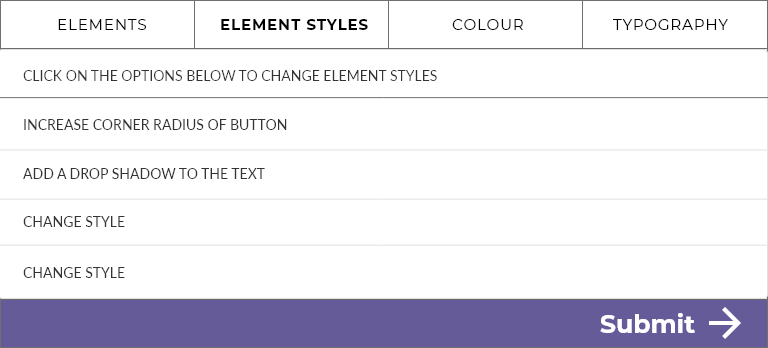 ELEMENTS
ELEMENT STYLES
COLOUR
TYPOGRAPHY
CLICK ON THE OPTIONS BELOW TO CHANGE ELEMENT STYLES
INCREASE CORNER RADIUS OF BUTTON
ADD A DROP SHADOW TO THE TEXT
CHANGE STYLE
CHANGE STYLE
Submit